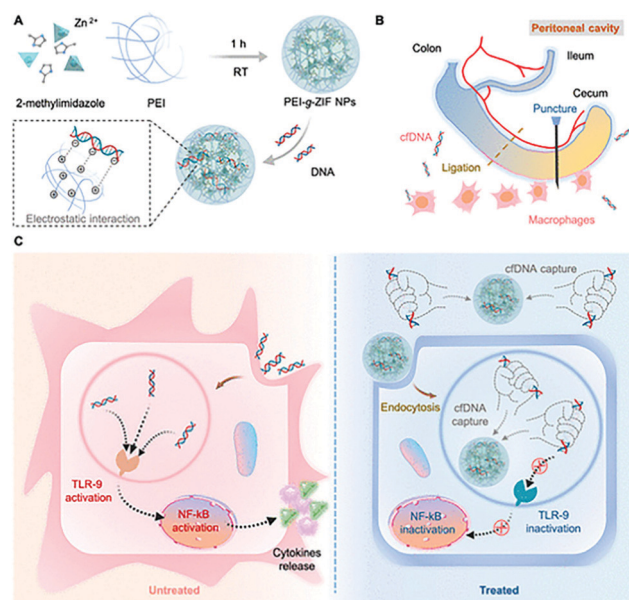 A
Zn2+
1 h
RT
2-methylimidazole
PEI
PEI-g-ZIF NPs
DNA
Electrostatic interaction
B
Peritoneal cavity
Colon
Ileum
Cecum
Puncture
cfDNA
Ligation
Macrophages
C
TLR-9
activation
NF-kB
activation
Cytokines
release
Untreated
cfDNA capture
Endocytosis
cfDNA
capture
TLR-9
inactivation
NF-kB
inactivation
Treated